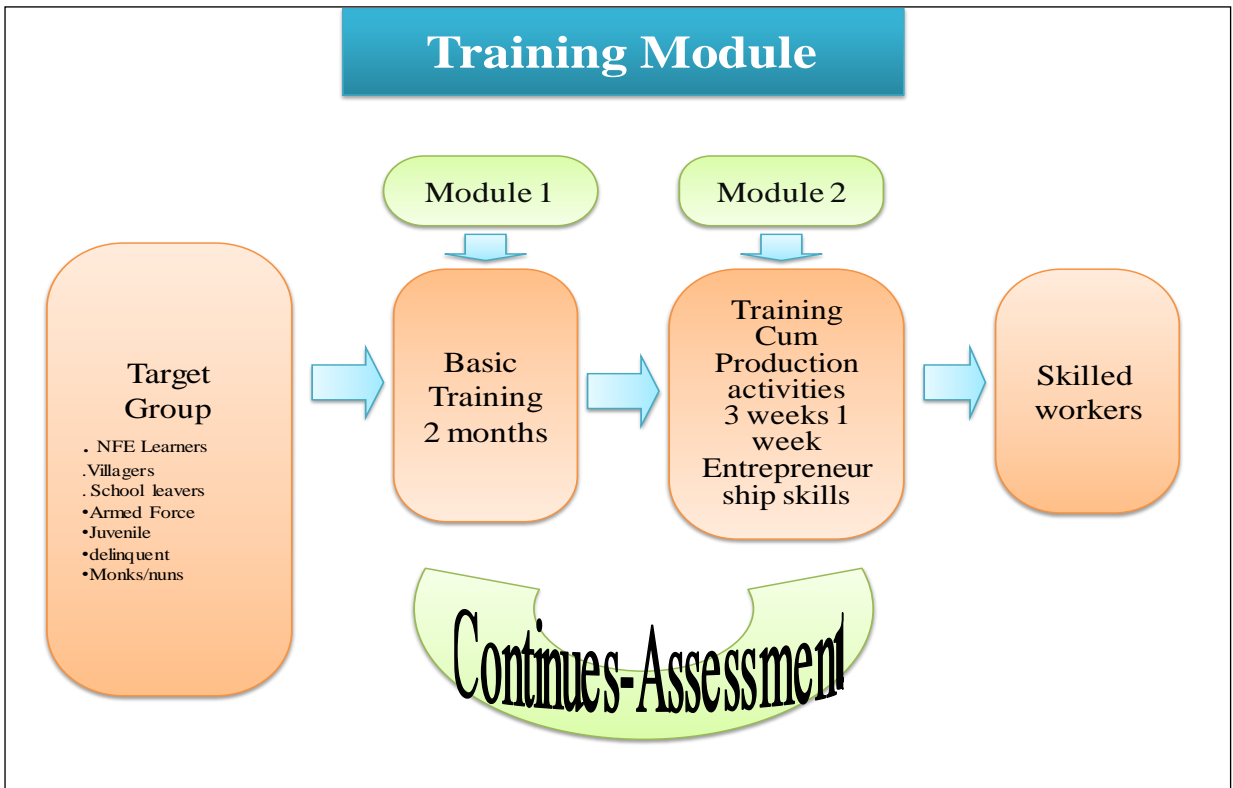 Training Module
Module 1
Module 2
Target
Group
. NFE Learners
.Villagers
. School leavers
•Armed Force
•Juvenile
•delinquent
•Monks/nuns
Basic
Training
2 months
Training
Cum
Production
activities
3 weeks 1
week
Entrepreneur
ship skills
Skilled
workers
Continues-Assessment